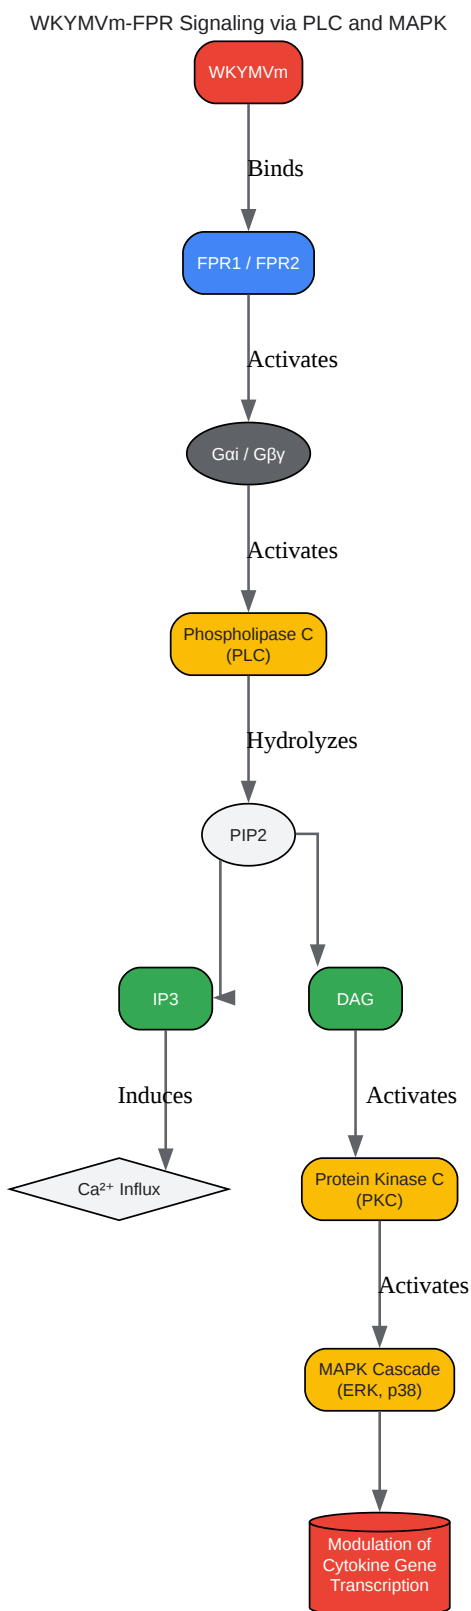 WKYMVm-FPR Signaling via PLC and MAPK
WKYMVm
Binds
FPR1 / FPR2
Activates
Gαi / Gβγ
Activates
Phospholipase C
(PLC)
Hydrolyzes
PIP2
IP3
DAG
Induces
Activates
Ca²⁺ Influx
Protein Kinase C
(PKC)
Activates
MAPK Cascade
(ERK, p38)
Modulation of
Cytokine Gene
Transcription